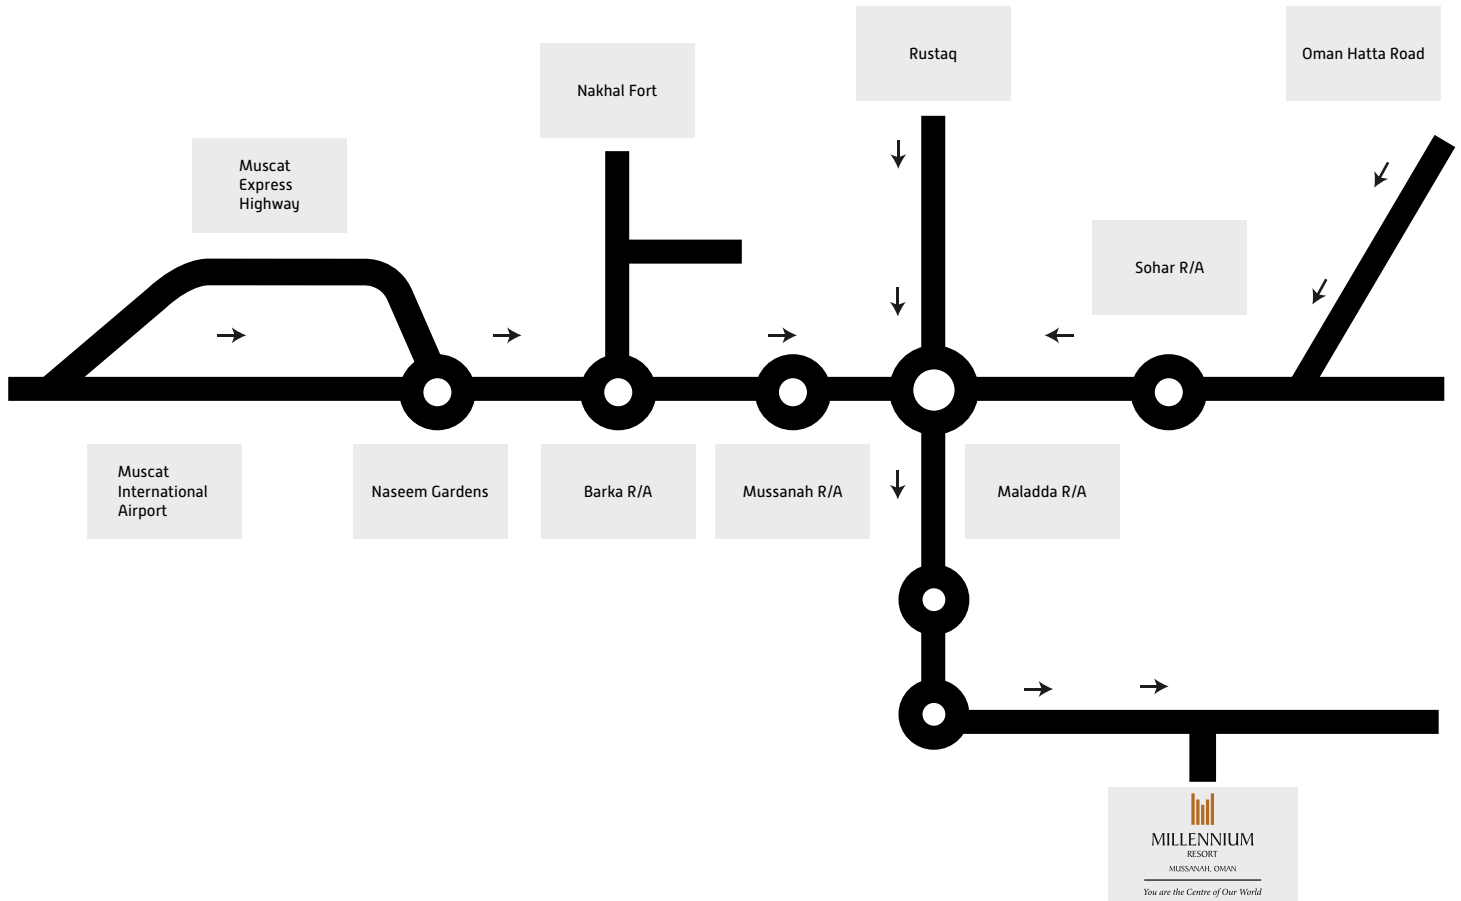 Rustaq
Oman Hatta Road
Nakhal Fort
Muscat
Express
Highway
Sohar R/A
Muscat
International
Airport
Naseem Gardens
Barka R/A
Mussanah R/A
Maladda R/A
MILLENNIUM
RESORT
MUSSANAH, OMAN
You are the Centre of Our World